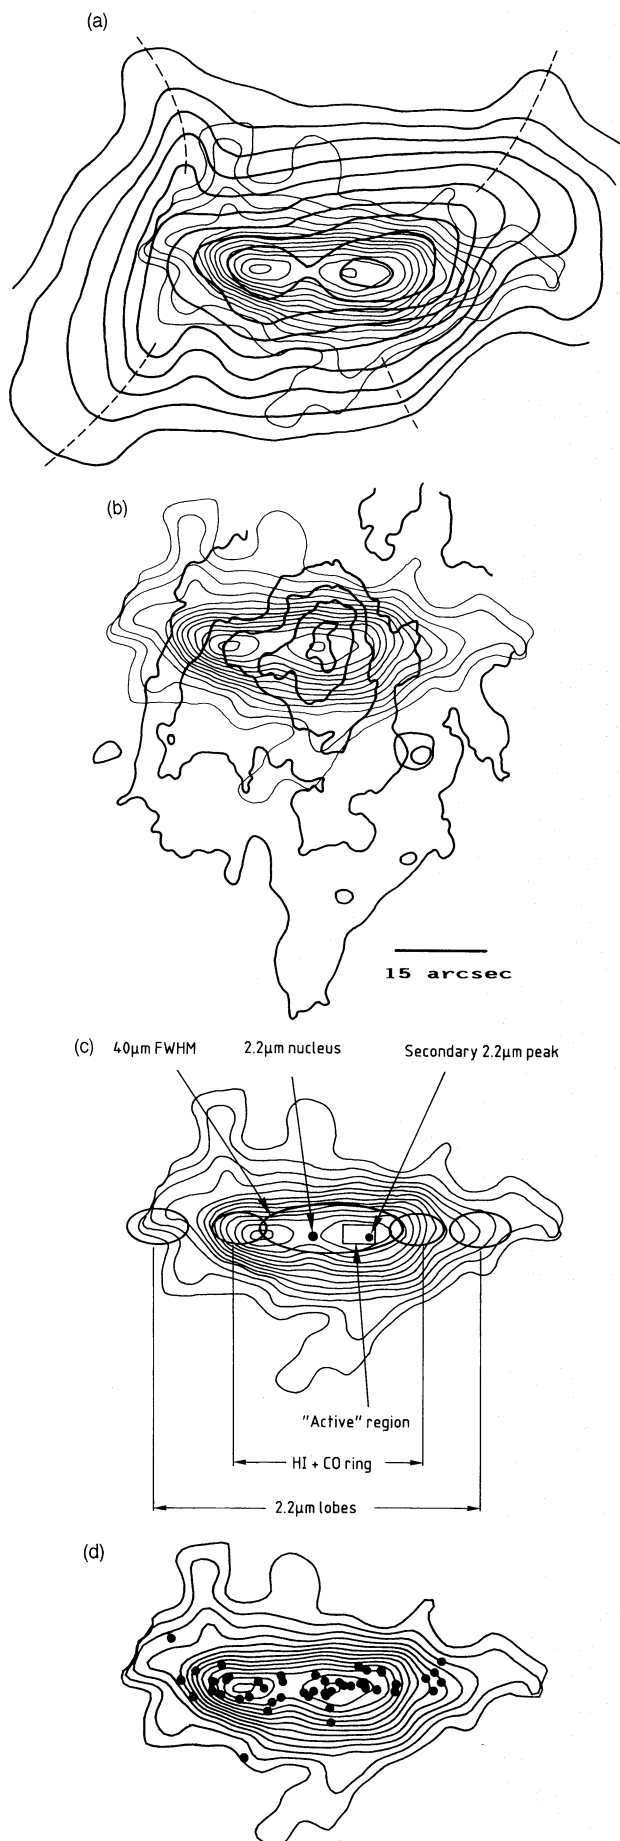 (a)
(b)
15 arcsec
(c) 40µm FWHM 2.2µm nucleus Secondary 2.2µm peak
"Active" region
HI + CO ring
2.2µm lobes
(d)